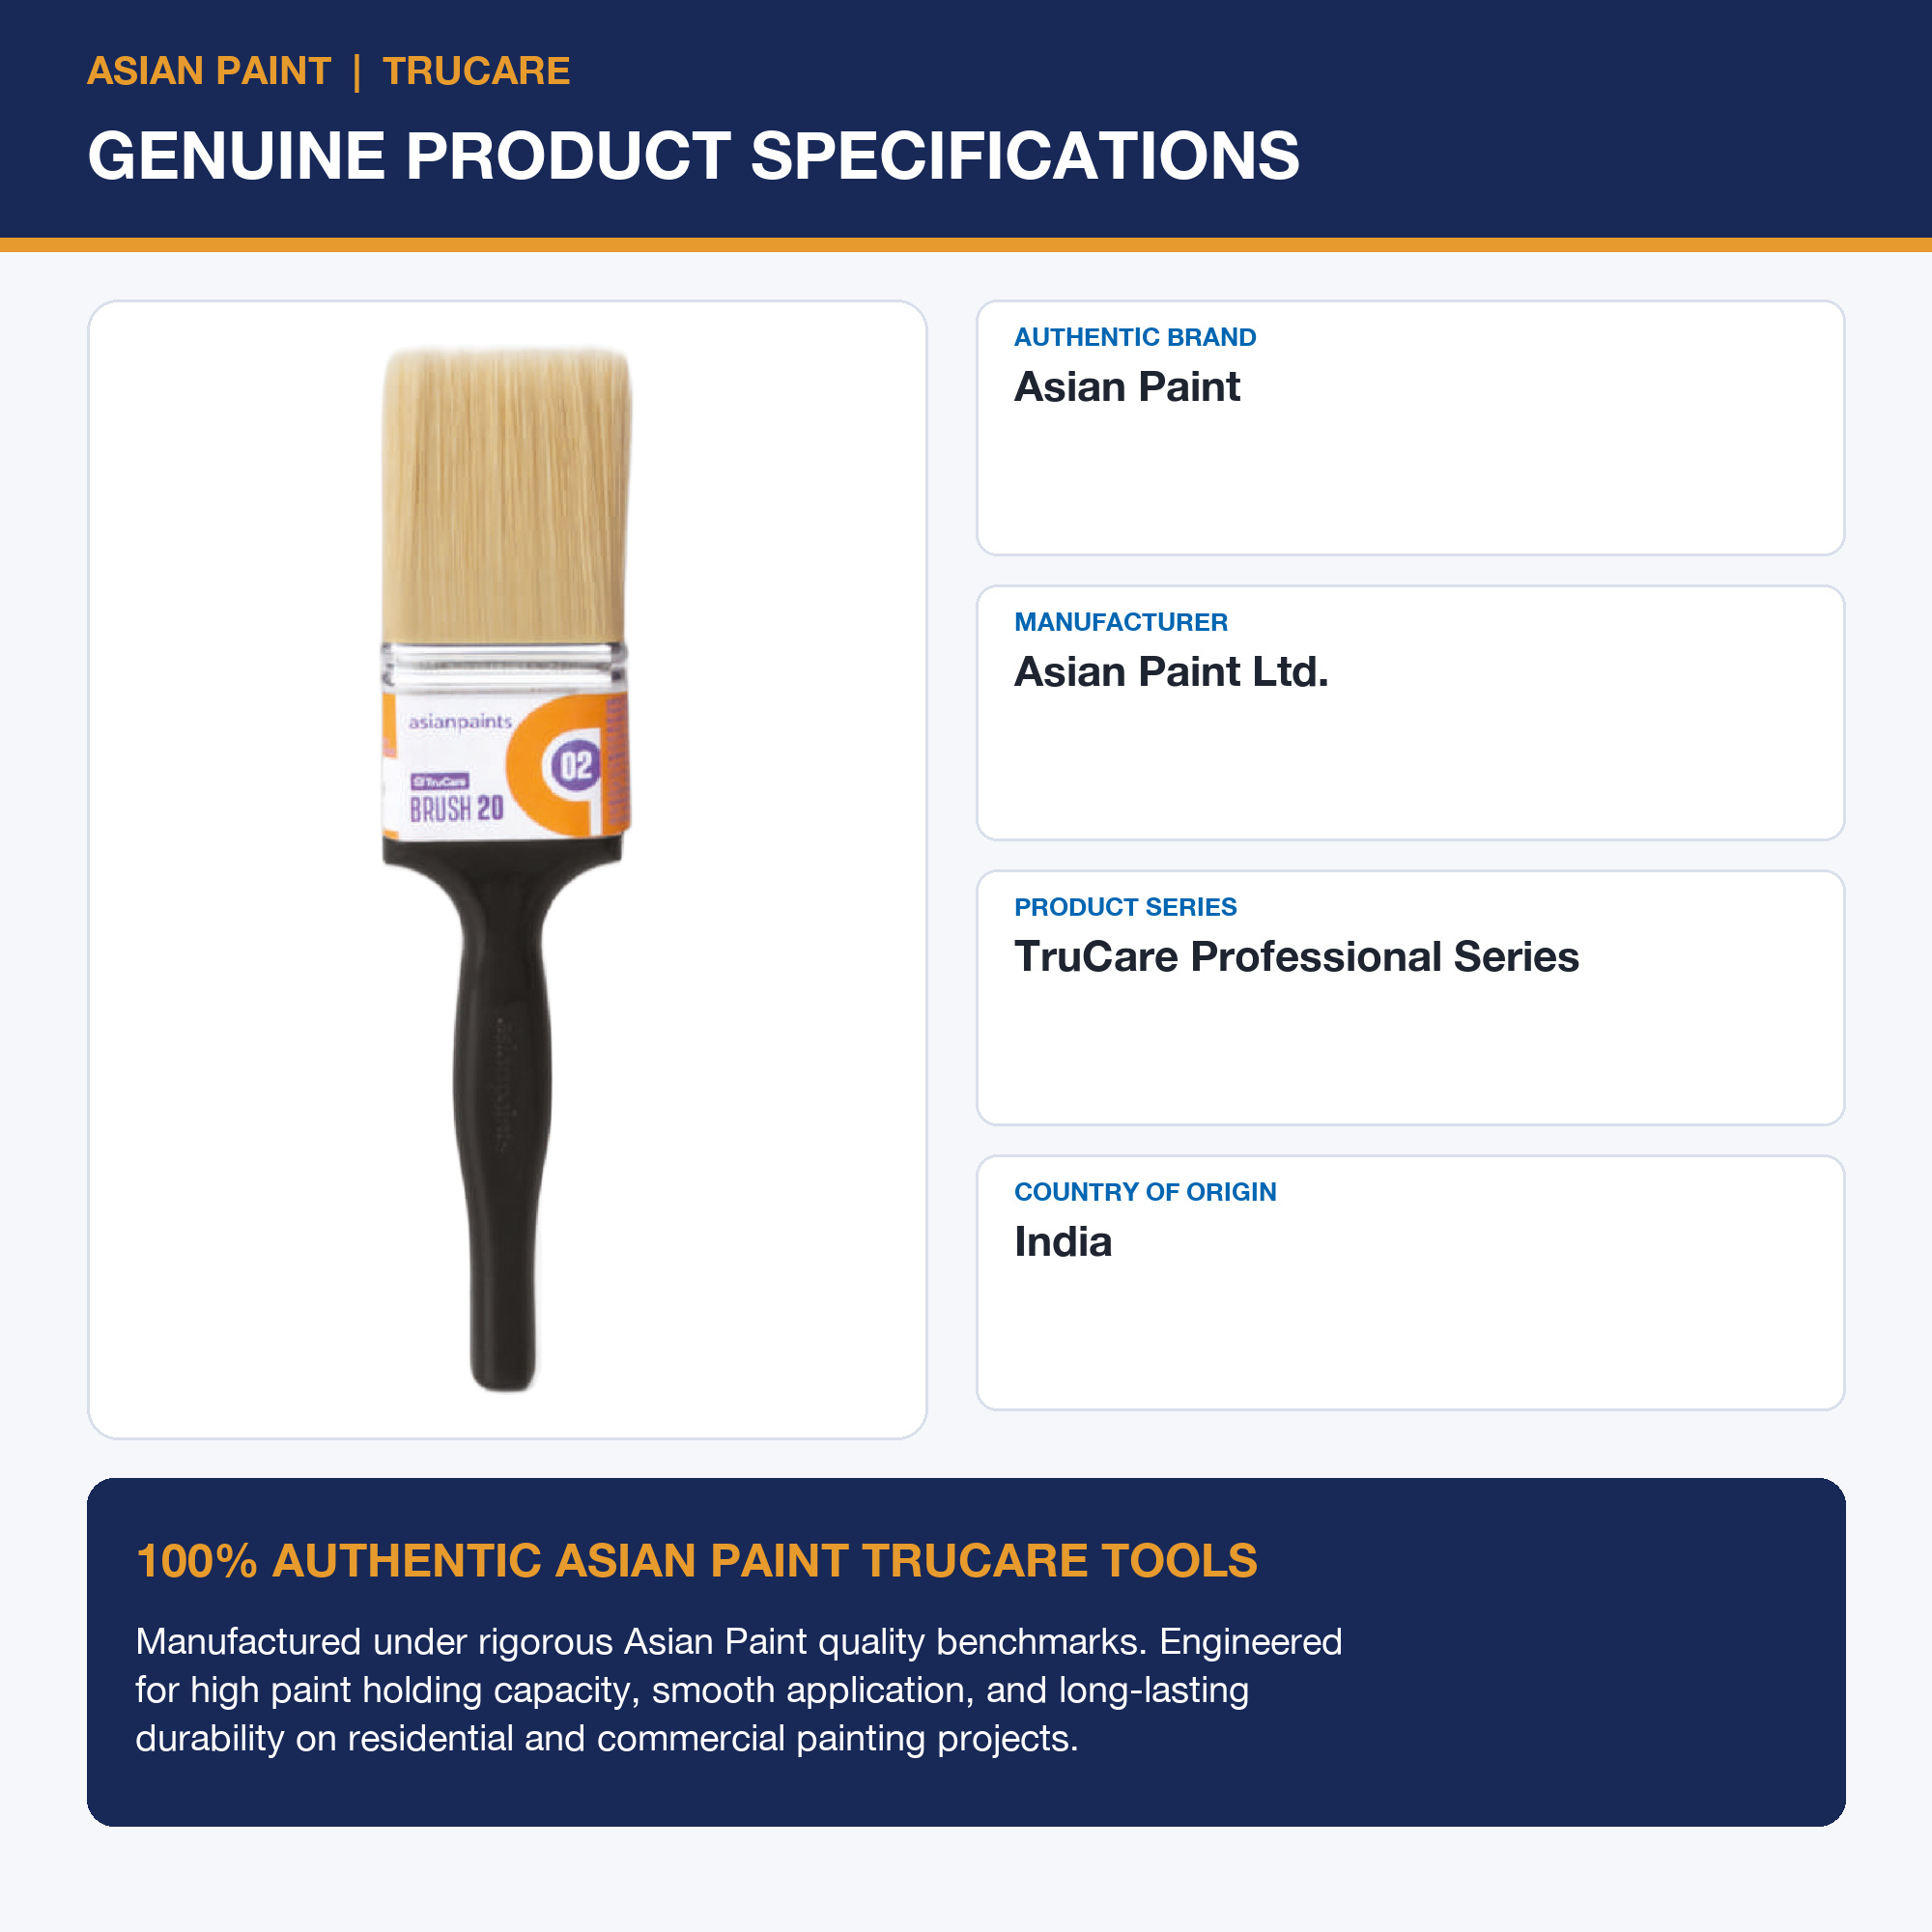 ASIAN PAINT | TRUCARE
GENUINE PRODUCT SPECIFICATIONS
asianpaints
02
TruCare
BRUSH 20
asianpaints
AUTHENTIC BRAND
Asian Paint
MANUFACTURER
Asian Paint Ltd.
PRODUCT SERIES
TruCare Professional Series
COUNTRY OF ORIGIN
India
100% AUTHENTIC ASIAN PAINT TRUCARE TOOLS
Manufactured under rigorous Asian Paint quality benchmarks. Engineered
for high paint holding capacity, smooth application, and long-lasting
durability on residential and commercial painting projects.